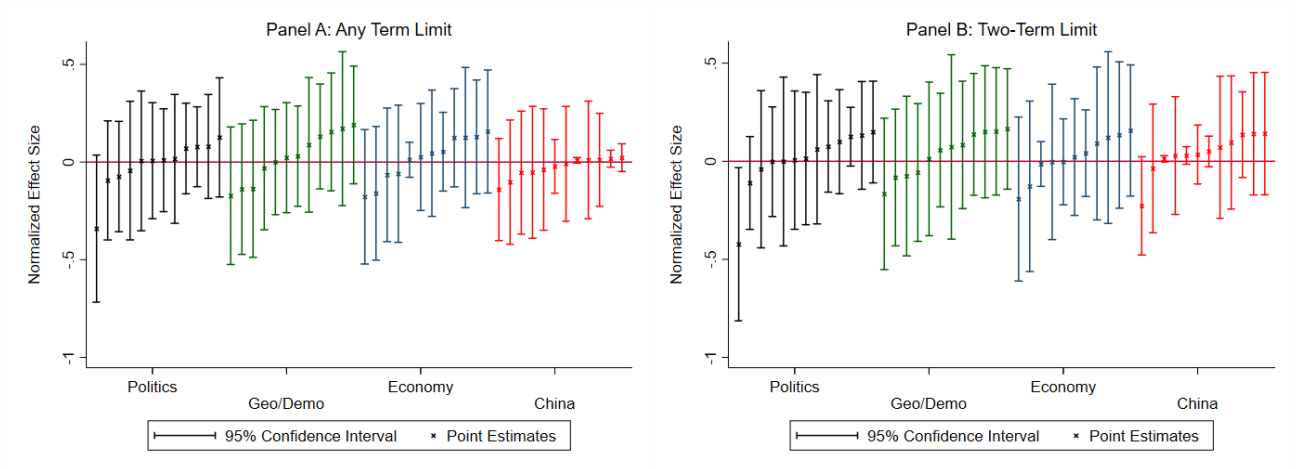 Panel A: Any Term Limit
Normalized Effect Size
.5
0
-.5
-1
Politics
Geo/Demo
Economy
China
95% Confidence Interval
Point Estimates
Panel B: Two-Term Limit
Normalized Effect Size
.5
0
-.5
-1
Politics
Geo/Demo
Economy
China
95% Confidence Interval
Point Estimates